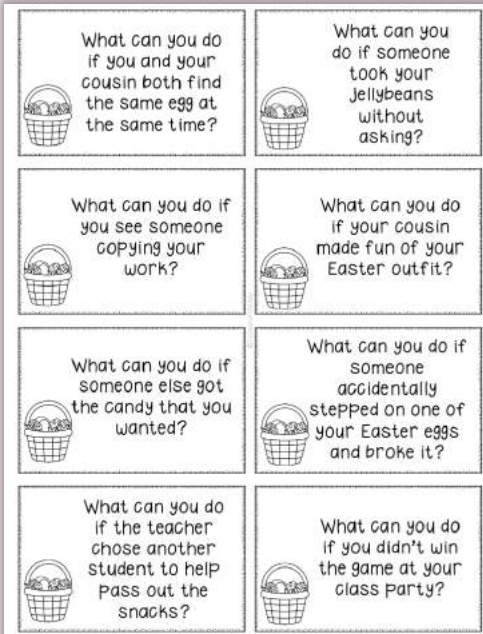 What can you do
if you and your
cousin both find
the same egg at
the same time?
What can you
do if someone
took your
jellybeans
without
asking?
What can you do if
you see someone
copying your
work?
What can you do
if your cousin
made fun of your
Easter outfit?
What can you do if
someone else got
the candy that you
wanted?
What can you do if
someone
accidentally
stepped on one of
your Easter eggs
and broke it?
What can you do
if the teacher
chose another
student to help
pass out the
snacks?
What can you do
if you didn't win
the game at your
class party?